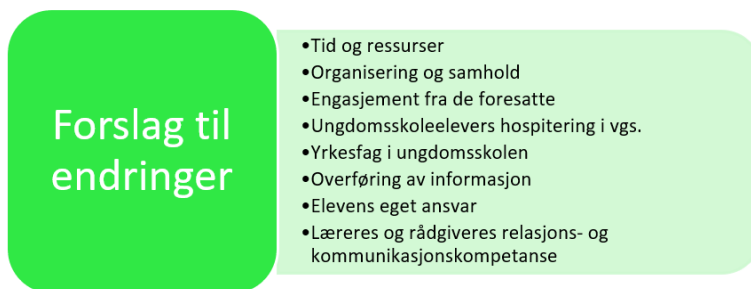 Forslag til
endringer
•Tid og ressurser
•Organisering og samhold
•Engasjement fra de foresatte
•Ungdomsskoleelevers hospitering i vgs.
•Yrkesfag i ungdomsskolen
•Overføring av informasjon
•Elevens eget ansvar
•Læreres og rådgiveres relasjons- og
kommunikasjonskompetanse